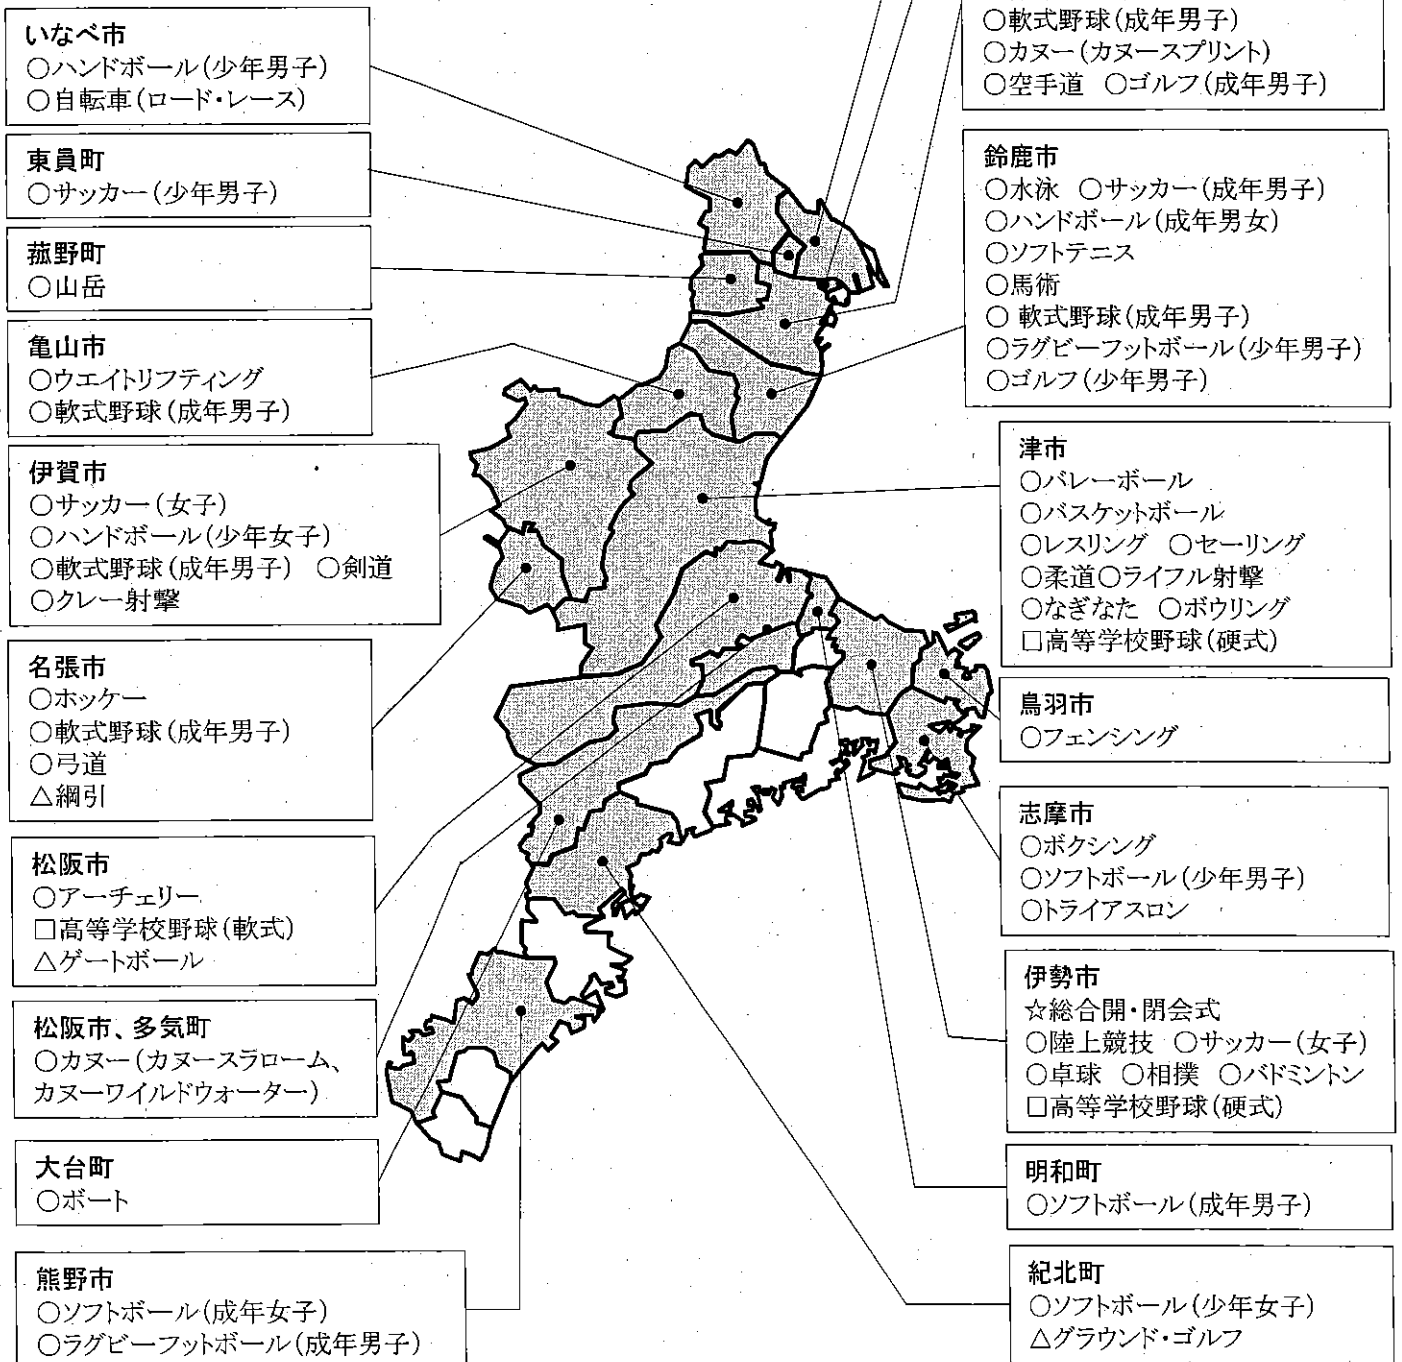 いなべ市
○ハンドボール(少年男子)
○自転車(ロード・レース)
東員町
○サッカー(少年男子)
菰野町
○山岳
亀山市
○ウエイトリフティング
○軟式野球(成年男子)
伊賀市
○サッカー(女子)
○ハンドボール(少年女子)
○軟式野球(成年男子) ○剣道
○クレー射撃
名張市
○ホッケー
○軟式野球(成年男子)
○弓道
△綱引
松阪市
○アーチェリー
□高等学校野球(軟式)
△ゲートボール
松阪市、多気町
○カヌー(カヌースラローム、
カヌーワイルドウォーター)
大台町
○ボート
熊野市
○ソフトボール(成年女子)
○ラグビーフットボール(成年男子)
○軟式野球(成年男子)
○カヌー(カヌースプリント)
○空手道 ○ゴルフ(成年男子)
鈴鹿市
○水泳 ○サッカー(成年男子)
○ハンドボール(成年男女)
○ソフトテニス
○馬術
○ 軟式野球(成年男子)
○ラグビーフットボール(少年男子)
○ゴルフ(少年男子)
津市
○バレーボール
○バスケットボール
○レスリング ○セーリング
○柔道○ライフル射撃
○なぎなた ○ボウリング
□高等学校野球(硬式)
鳥羽市
○フェンシング
志摩市
○ボクシング
○ソフトボール(少年男子)
○トライアスロン
伊勢市
☆総合開・閉会式
○陸上競技 ○サッカー(女子)
○卓球 ○相撲 ○バドミントン
□高等学校野球(硬式)
明和町
○ソフトボール(成年男子)
紀北町
○ソフトボール(少年女子)
△グラウンド・ゴルフ